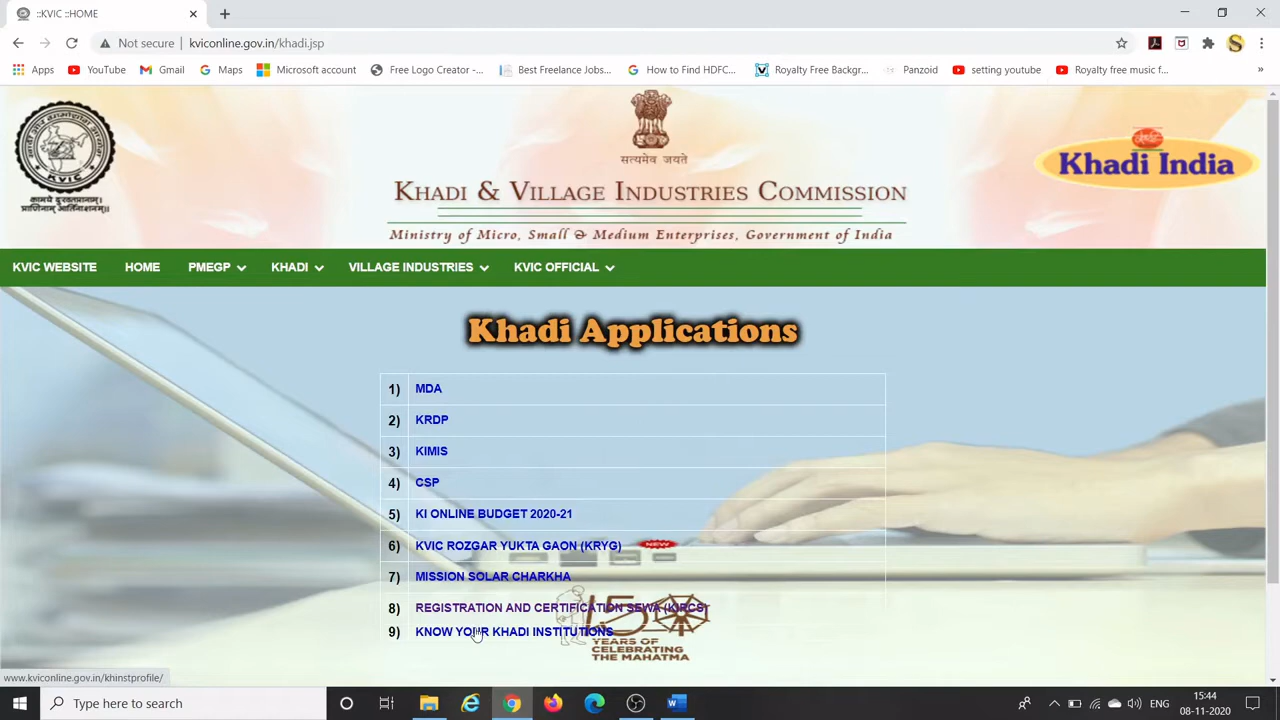 ::KVIC ::HOME
Not secure
kviconline.gov.in/khadi.jsp
Apps
YouTube
Gmail
Maps
Microsoft account
Free Logo Creator -...
Best Freelance Jobs...
How to Find HDFC...
Royalty Free Backgr...
Panzoid
setting youtube
Royalty free music f...
»
K.V.I.C.
सत्यमेव जयते
KHADI & VILLAGE INDUSTRIES COMMISSION
Ministry of Micro, Small & Medium Enterprises, Government of India
Khadi India
KVIC WEBSITE
HOME
PMEGP
KHADI
VILLAGE INDUSTRIES
KVIC OFFICIAL
Khadi Applications
1) MDA
2) KRDP
3) KIMIS
4) CSP
5) KI ONLINE BUDGET 2020-21
6) KVIC ROZGAR YUKTA GAON (KRYG) NEW
7) MISSION SOLAR CHARKHA
8) REGISTRATION AND CERTIFICATION SEWA (KIRCS)
9) KNOW YOUR KHADI INSTITUTIONS
150
YEARS OF
CELEBRATING
THE MAHATMA
www.kviconline.gov.in/khinstprofile/
Type here to search
ENG
15:44
08-11-2020